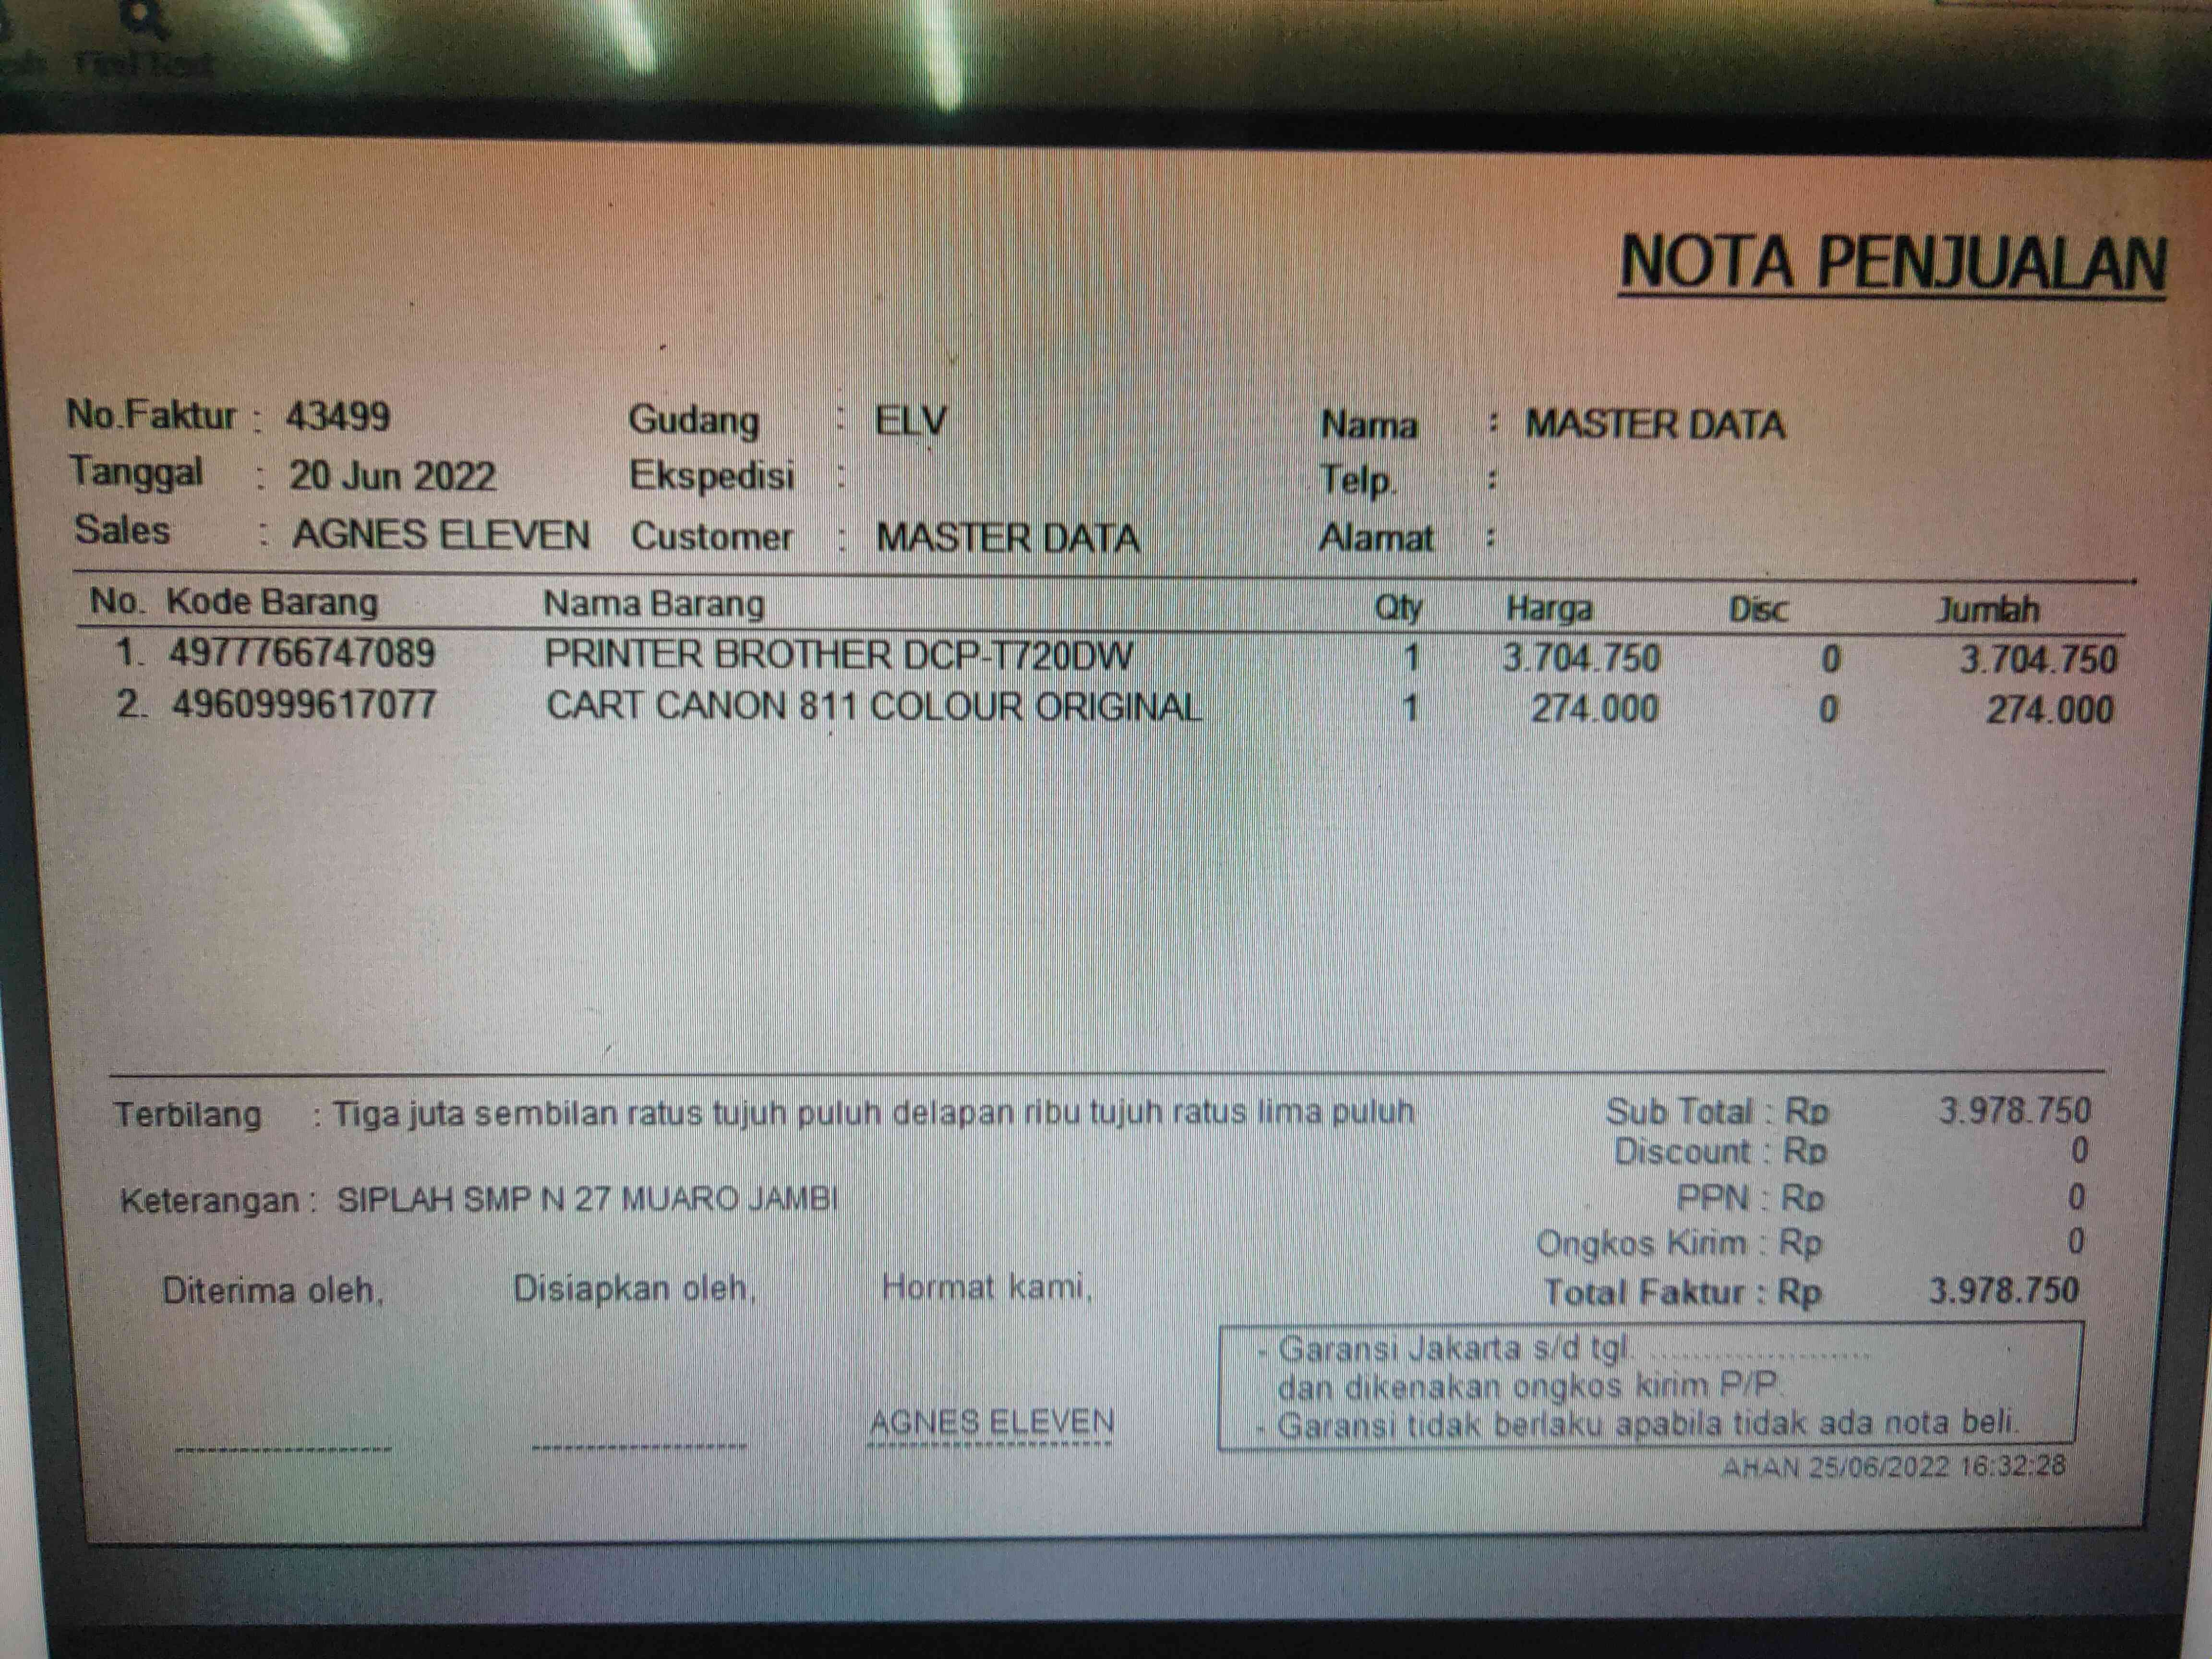 NOTA PENJUALAN
No.Faktur : 43499 Gudang : ELV Nama : MASTER DATA
Tanggal : 20 Jun 2022 Ekspedisi : Telp. :
Sales : AGNES ELEVEN Customer : MASTER DATA Alamat :
No. Kode Barang Nama Barang Qty Harga Disc Jumlah
1. 4977766747089 PRINTER BROTHER DCP-T720DW 1 3.704.750 0 3.704.750
2. 4960999617077 CART CANON 811 COLOUR ORIGINAL 1 274.000 0 274.000
Terbilang : Tiga juta sembilan ratus tujuh puluh delapan ribu tujuh ratus lima puluh Sub Total : Rp 3.978.750
Discount : Rp 0
Keterangan : SIPLAH SMP N 27 MUARO JAMBI PPN : Rp 0
Ongkos Kirim : Rp 0
Diterima oleh, Disiapkan oleh, Hormat kami, Total Faktur : Rp 3.978.750
- Garansi Jakarta s/d tgl. ......................
dan dikenakan ongkos kirim P/P.
AGNES ELEVEN - Garansi tidak berlaku apabila tidak ada nota beli.
AHAN 25/06/2022 16:32:28